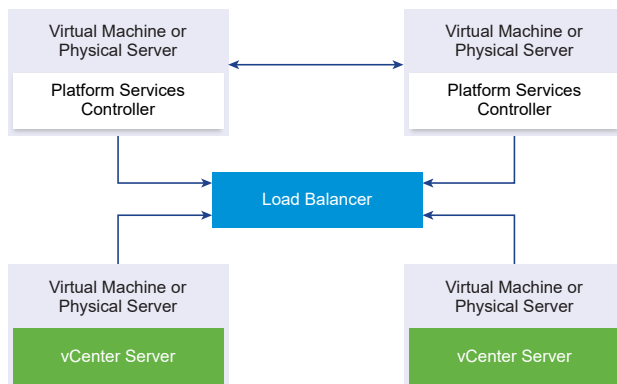 Virtual Machine or
Physical Server
Platform Services
Controller
Virtual Machine or
Physical Server
Platform Services
Controller
Load Balancer
Virtual Machine or
Physical Server
vCenter Server
Virtual Machine or
Physical Server
vCenter Server